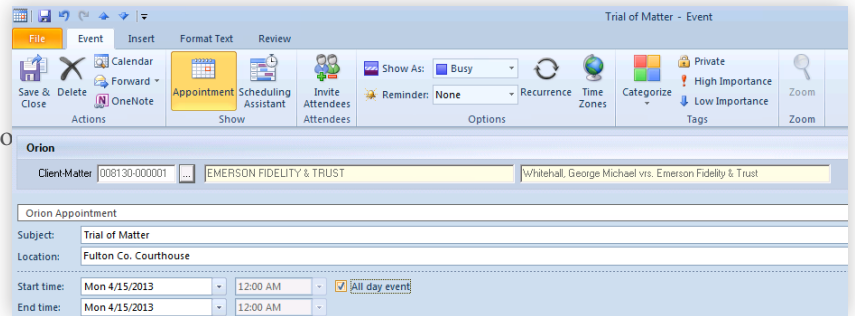 Trial of Matter - Event
File Event Insert Format Text Review
Save & Close
Delete
Calendar
Forward
OneNote
Actions
Appointment
Scheduling Assistant
Show
Invite Attendees
Attendees
Show As: Busy
Reminder: None
Recurrence
Time Zones
Options
Categorize
Private
High Importance
Low Importance
Tags
Zoom
Zoom
o
Orion
Client-Matter 008130-000001 ... EMERSON FIDELITY & TRUST Whitehall, George Michael vrs. Emerson Fidelity & Trust
Orion Appointment
Subject: Trial of Matter
Location: Fulton Co. Courthouse
Start time: Mon 4/15/2013 12:00 AM All day event
End time: Mon 4/15/2013 12:00 AM